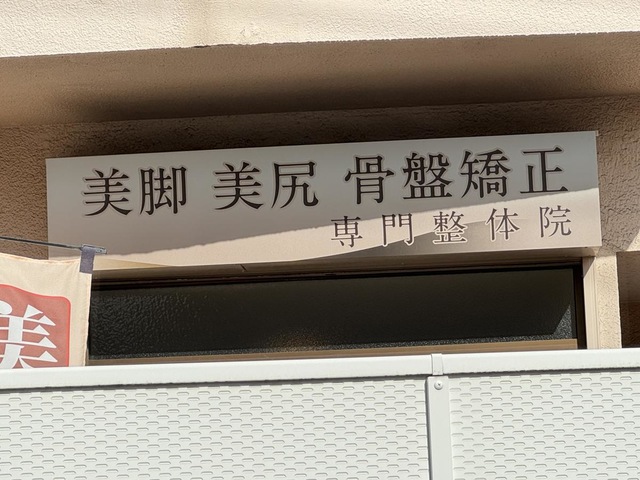 美脚 美尻 骨盤矯正
専門整体院
美